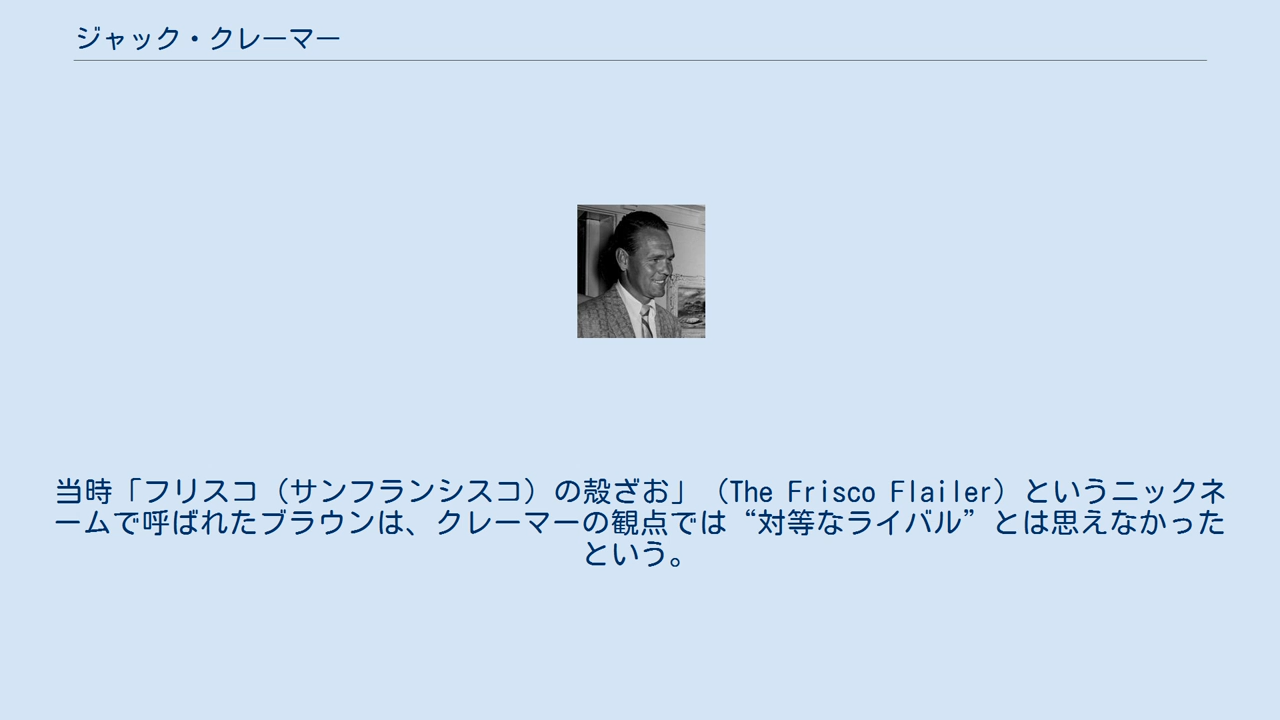 ジャック・クレーマー
当時「フリスコ（サンフランシスコ）の殻ざお」（The Frisco Flailer）というニックネ
ームで呼ばれたブラウンは、クレーマーの観点では“対等なライバル”とは思えなかった
という。